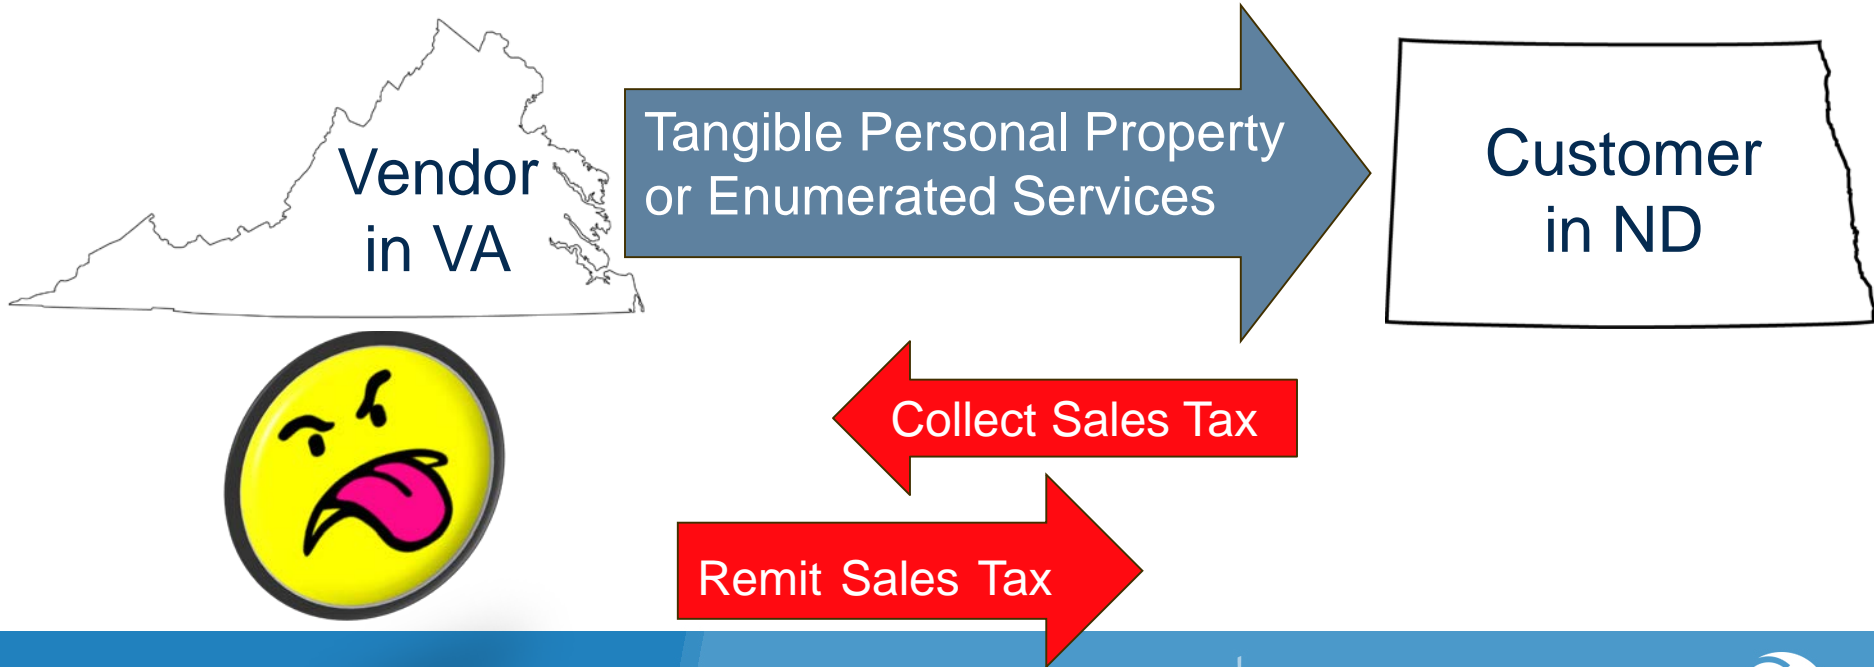 Vendor
in VA
Tangible Personal Property
or Enumerated Services
Customer
in ND
Collect Sales Tax
Remit Sales Tax